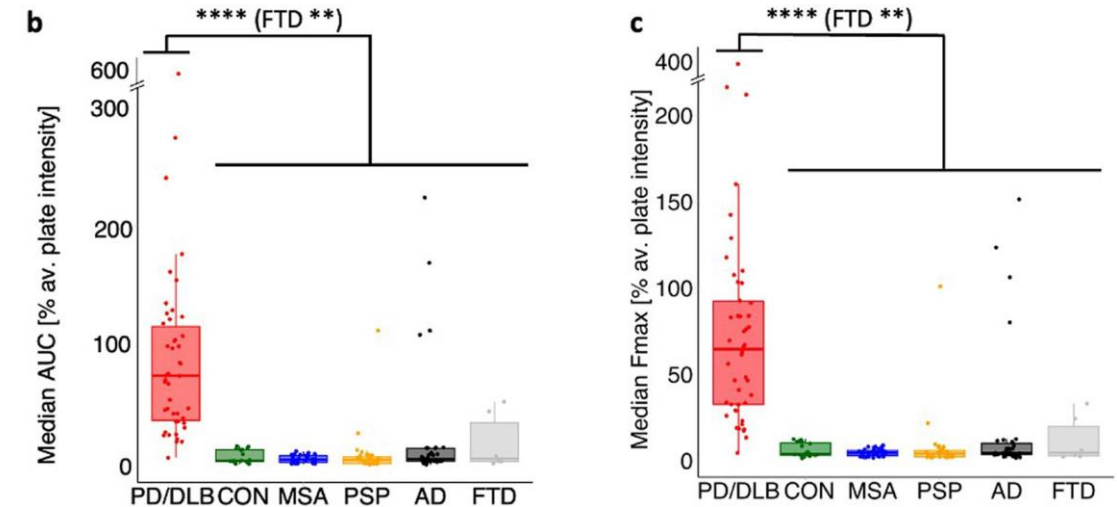 b
**** (FTD **)
Median AUC [% av. plate intensity]
600
300
200
100
0
PD/DLB CON MSA PSP AD FTD
c
**** (FTD **)
Median Fmax [% av. plate intensity]
400
200
150
100
50
0
PD/DLB CON MSA PSP AD FTD